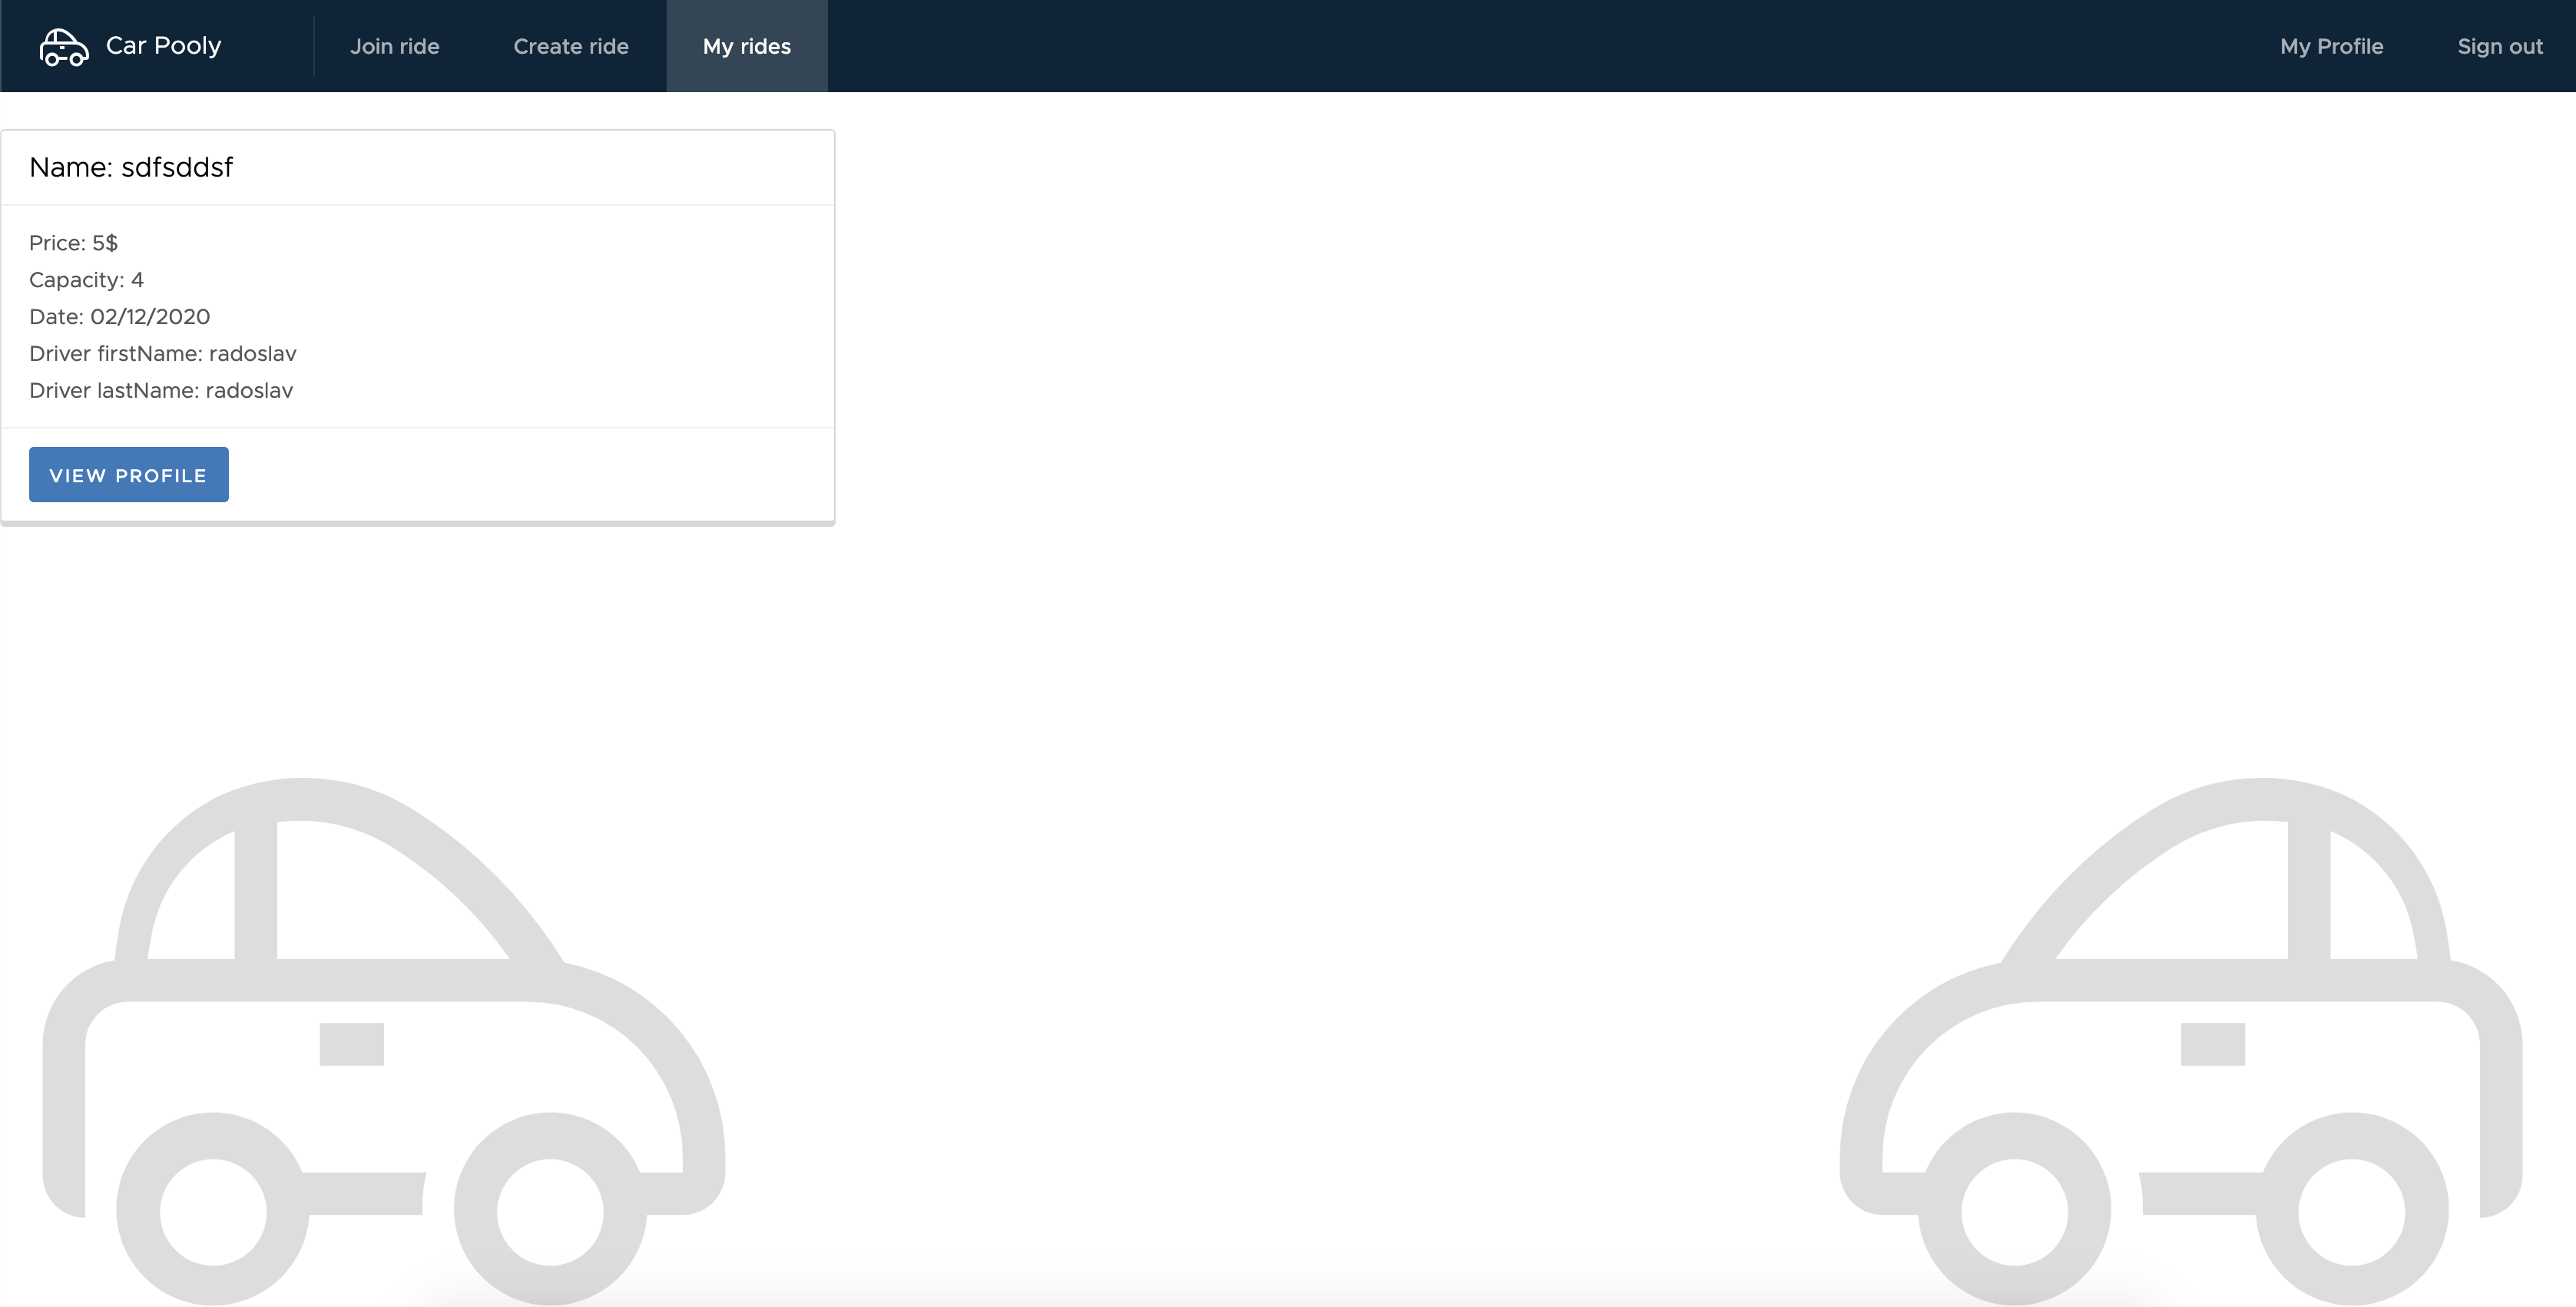 Car Pooly
Join ride
Create ride
My rides
My Profile
Sign out
Name: sdfsddsf
Price: 5$
Capacity: 4
Date: 02/12/2020
Driver firstName: radoslav
Driver lastName: radoslav
VIEW PROFILE